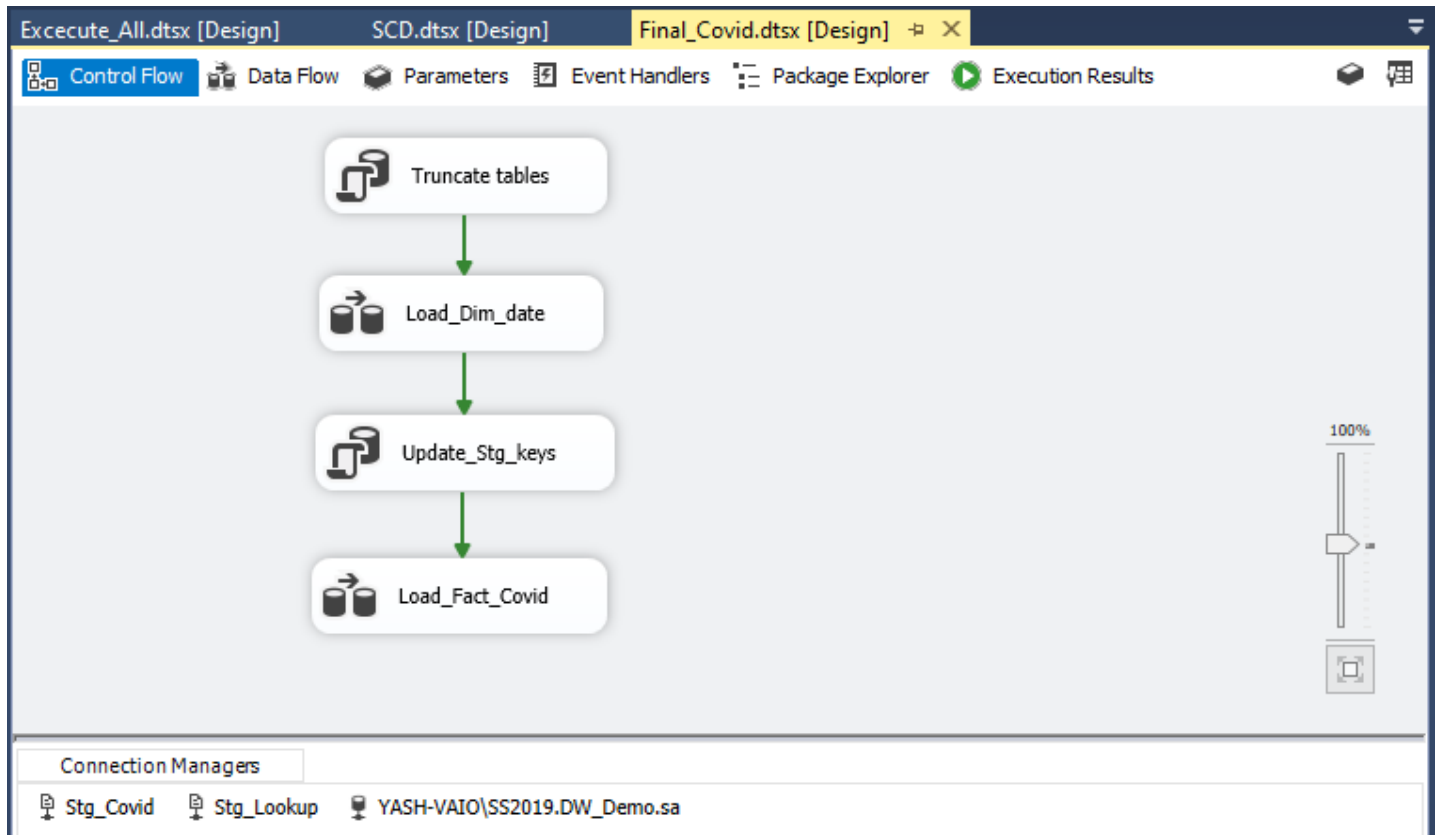 Excecute_All.dtsx [Design] SCD.dtsx [Design] Final_Covid.dtsx [Design]
Control Flow Data Flow Parameters Event Handlers Package Explorer Execution Results
Truncate tables
Load_Dim_date
Update_Stg_keys
100%
Load_Fact_Covid
Connection Managers
Stg_Covid Stg_Lookup YASH-VAIO\SS2019.DW_Demo.sa